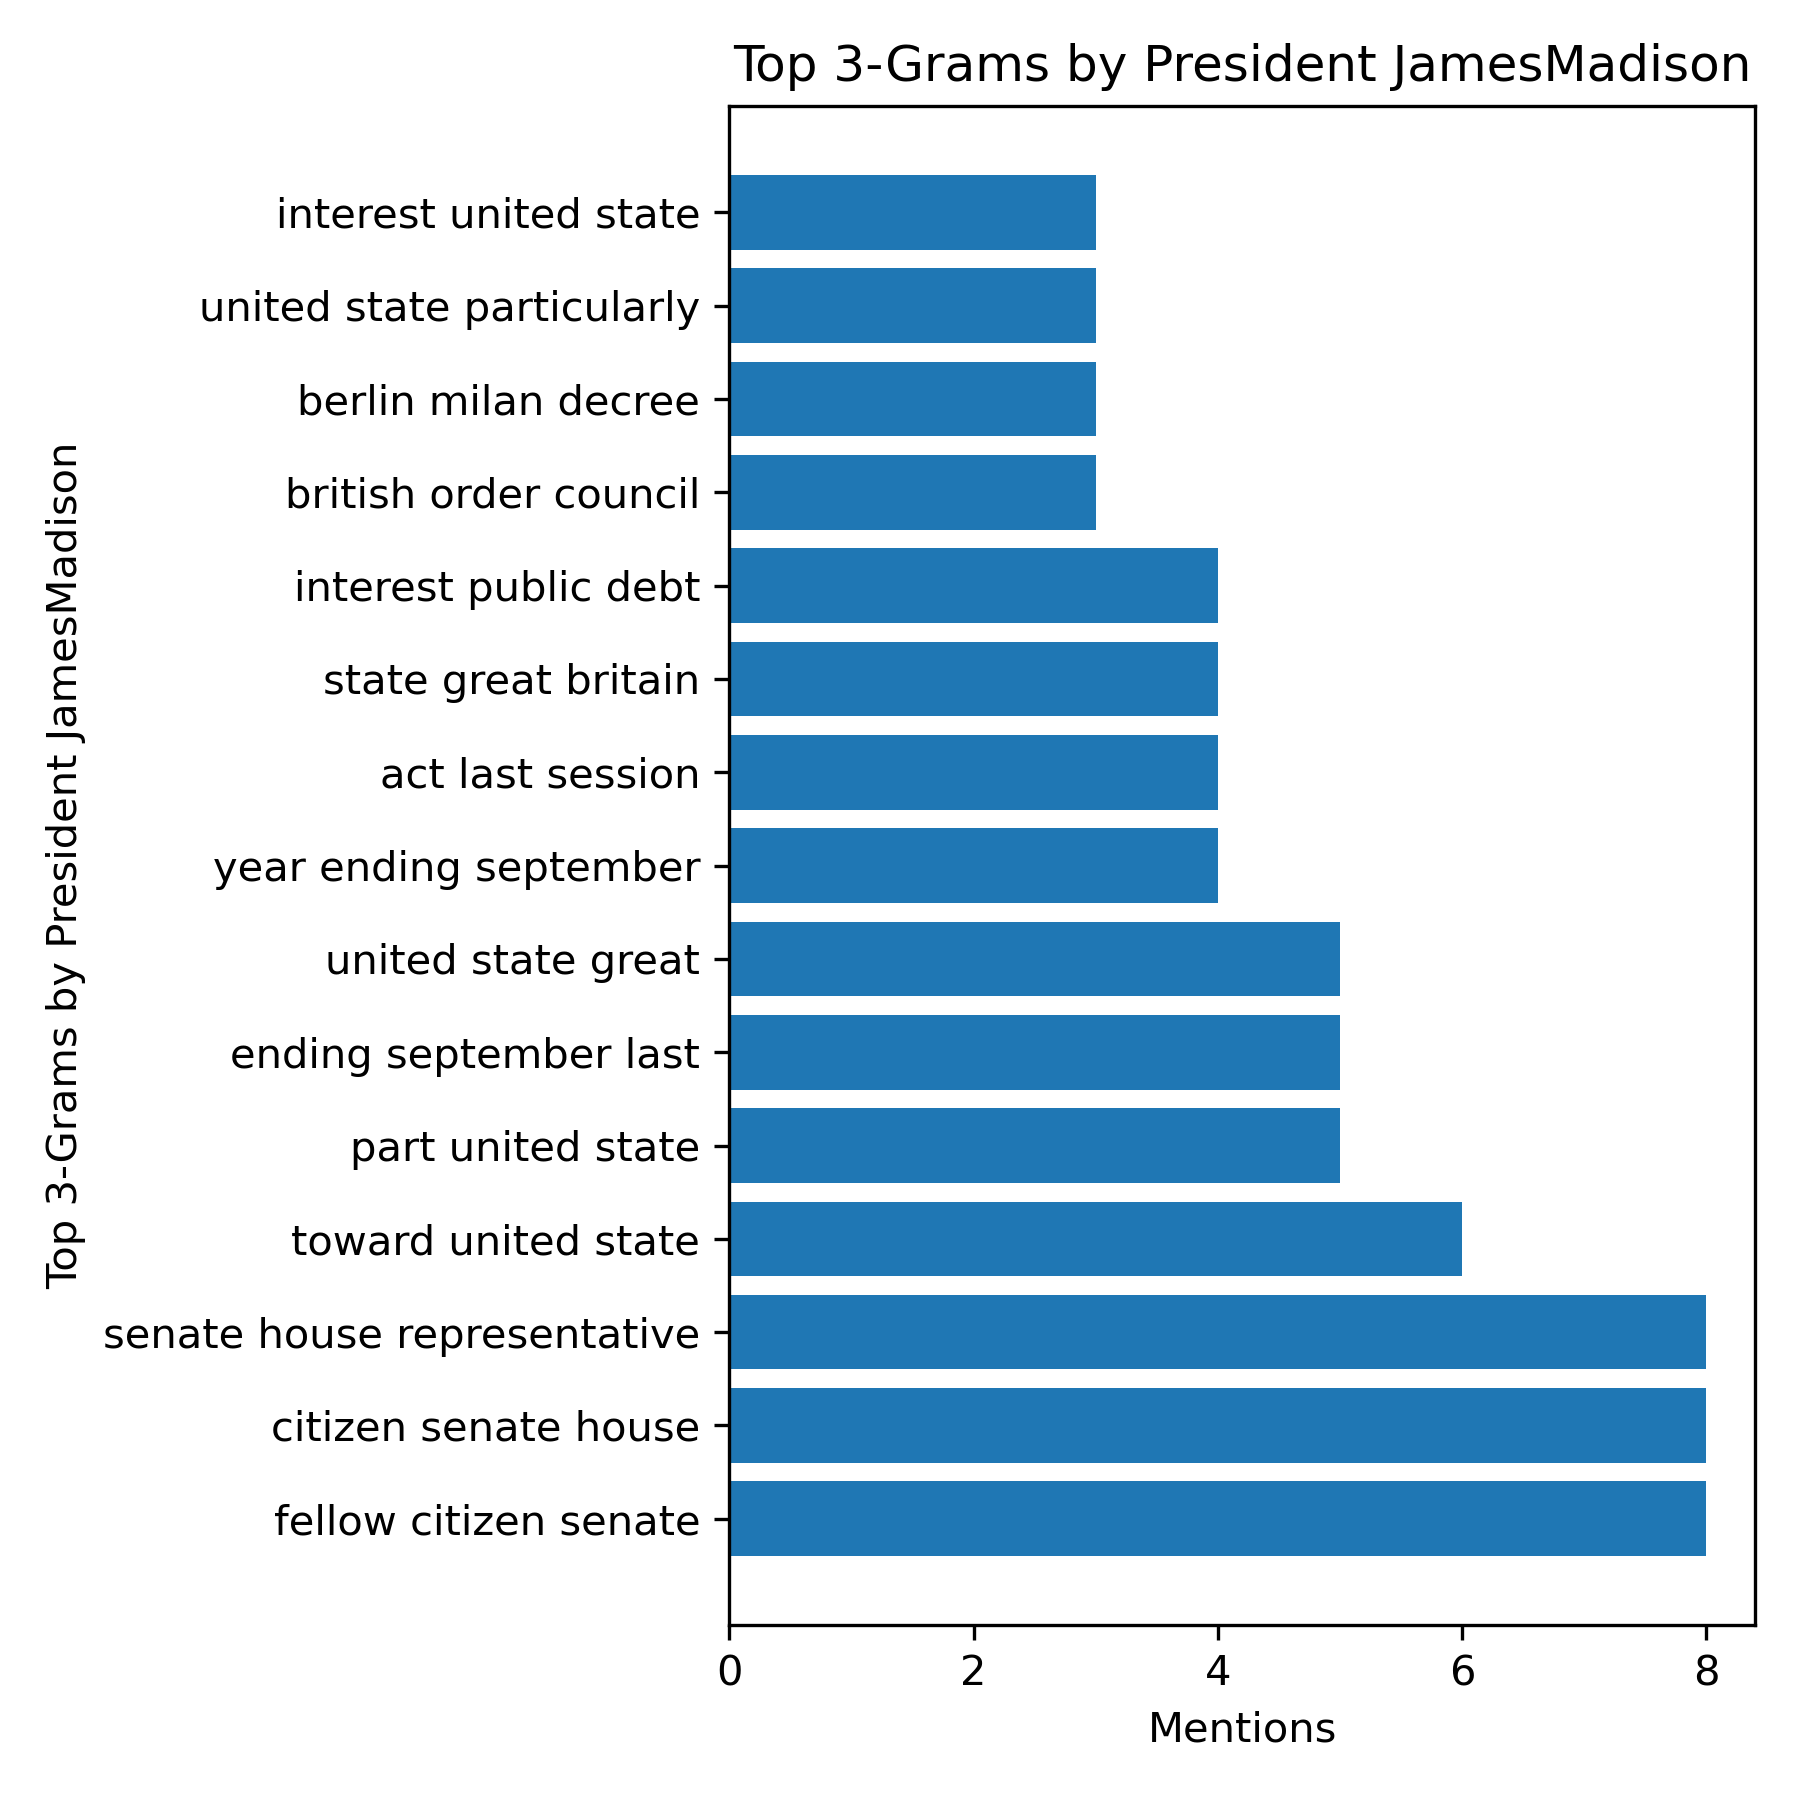 Top 3-Grams by President JamesMadison
Top 3-Grams by President JamesMadison
interest united state
united state particularly
berlin milan decree
british order council
interest public debt
state great britain
act last session
year ending september
united state great
ending september last
part united state
toward united state
senate house representative
citizen senate house
fellow citizen senate
0 2 4 6 8
Mentions